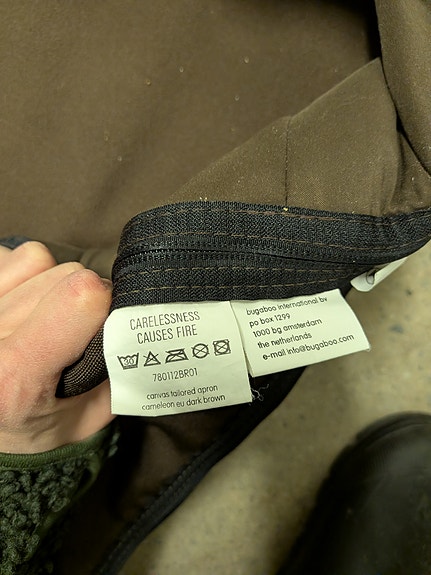 CARELESSNESS
CAUSES FIRE
30
780112BR01
canvas tailored apron
cameleon eu dark brown
bugaboo international bv
po box 1299
1000 bg amsterdam
the netherlands
e-mail info@bugaboo.com